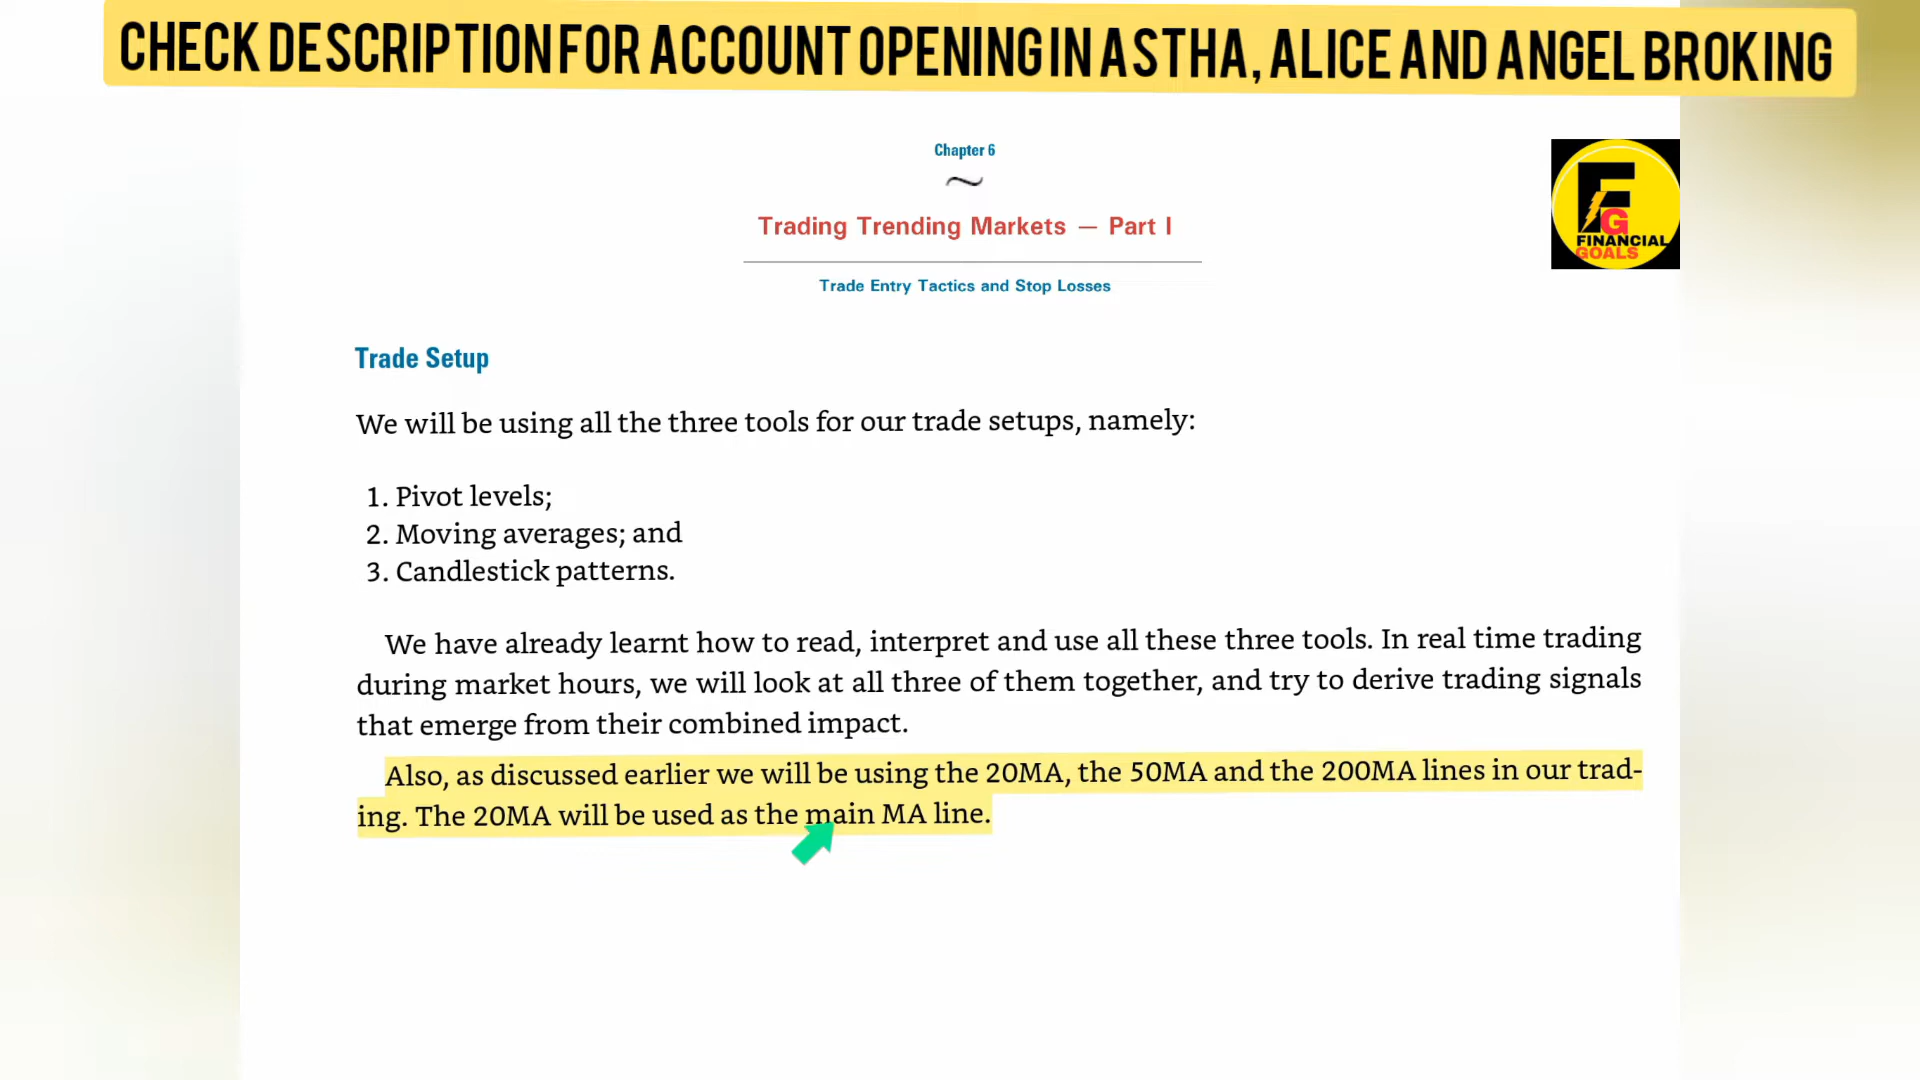 CHECK DESCRIPTION FOR ACCOUNT OPENING IN ASTHA, ALICE AND ANGEL BROKING
Chapter 6
FG
FINANCIAL
GOALS
Trading Trending Markets — Part I
Trade Entry Tactics and Stop Losses
Trade Setup
We will be using all the three tools for our trade setups, namely:
1. Pivot levels;
2. Moving averages; and
3. Candlestick patterns.
We have already learnt how to read, interpret and use all these three tools. In real time trading
during market hours, we will look at all three of them together, and try to derive trading signals
that emerge from their combined impact.
Also, as discussed earlier we will be using the 20MA, the 50MA and the 200MA lines in our trad-
ing. The 20MA will be used as the main MA line.